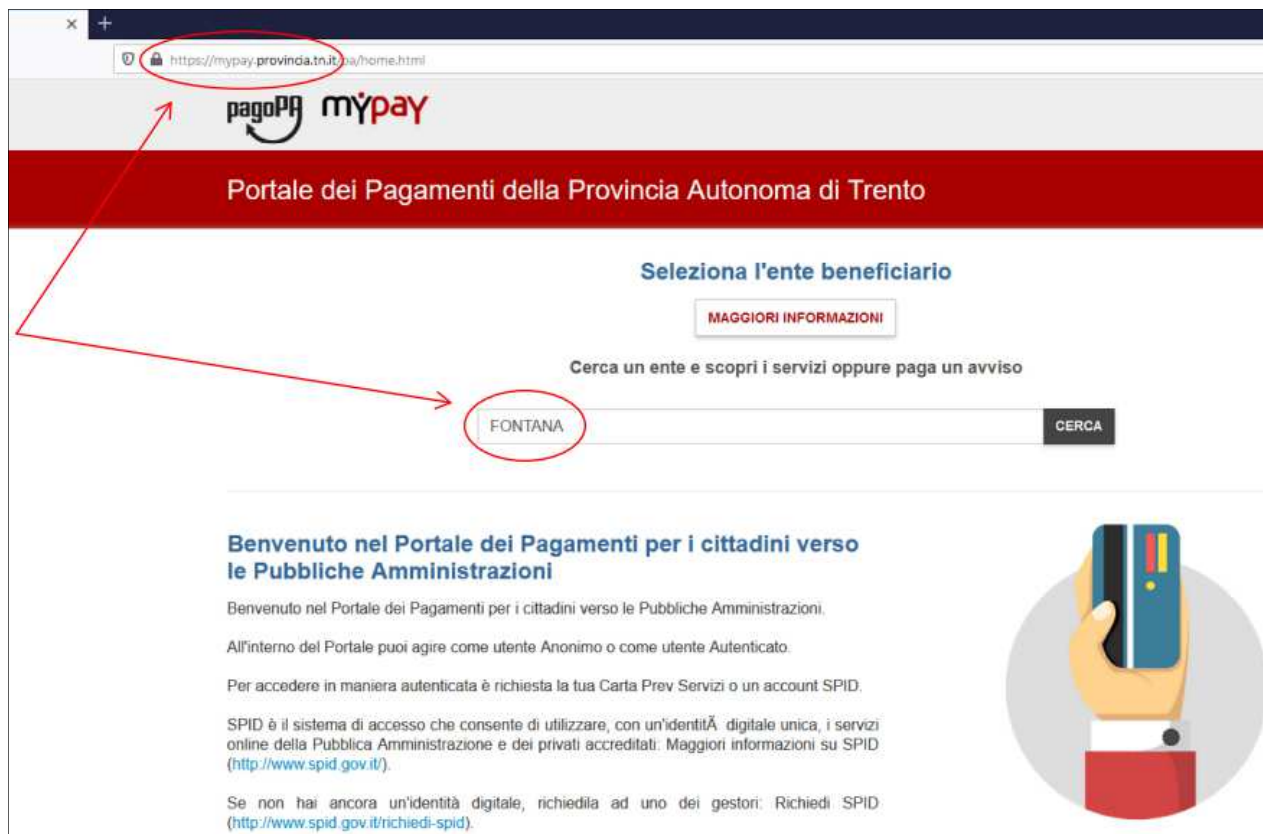 × +
https://mypay.provincia.tn.it/pa/home.html
pagoPA mypay
Portale dei Pagamenti della Provincia Autonoma di Trento
Seleziona l'ente beneficiario
MAGGIORI INFORMAZIONI
Cerca un ente e scopri i servizi oppure paga un avviso
FONTANA CERCA
Benvenuto nel Portale dei Pagamenti per i cittadini verso
le Pubbliche Amministrazioni
Benvenuto nel Portale dei Pagamenti per i cittadini verso le Pubbliche Amministrazioni.
All'interno del Portale puoi agire come utente Anonimo o come utente Autenticato.
Per accedere in maniera autenticata è richiesta la tua Carta Prev Servizi o un account SPID.
SPID è il sistema di accesso che consente di utilizzare, con un'identitÃ digitale unica, i servizi
online della Pubblica Amministrazione e dei privati accreditati: Maggiori informazioni su SPID
(http://www.spid.gov.it/).
Se non hai ancora un'identità digitale, richiedila ad uno dei gestori: Richiedi SPID
(http://www.spid.gov.it/richiedi-spid).